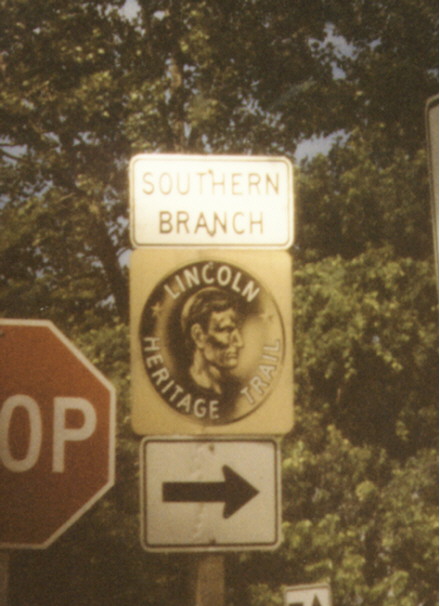 SOUTHERN
BRANCH
LINCOLN
HERITAGE TRAIL
OP